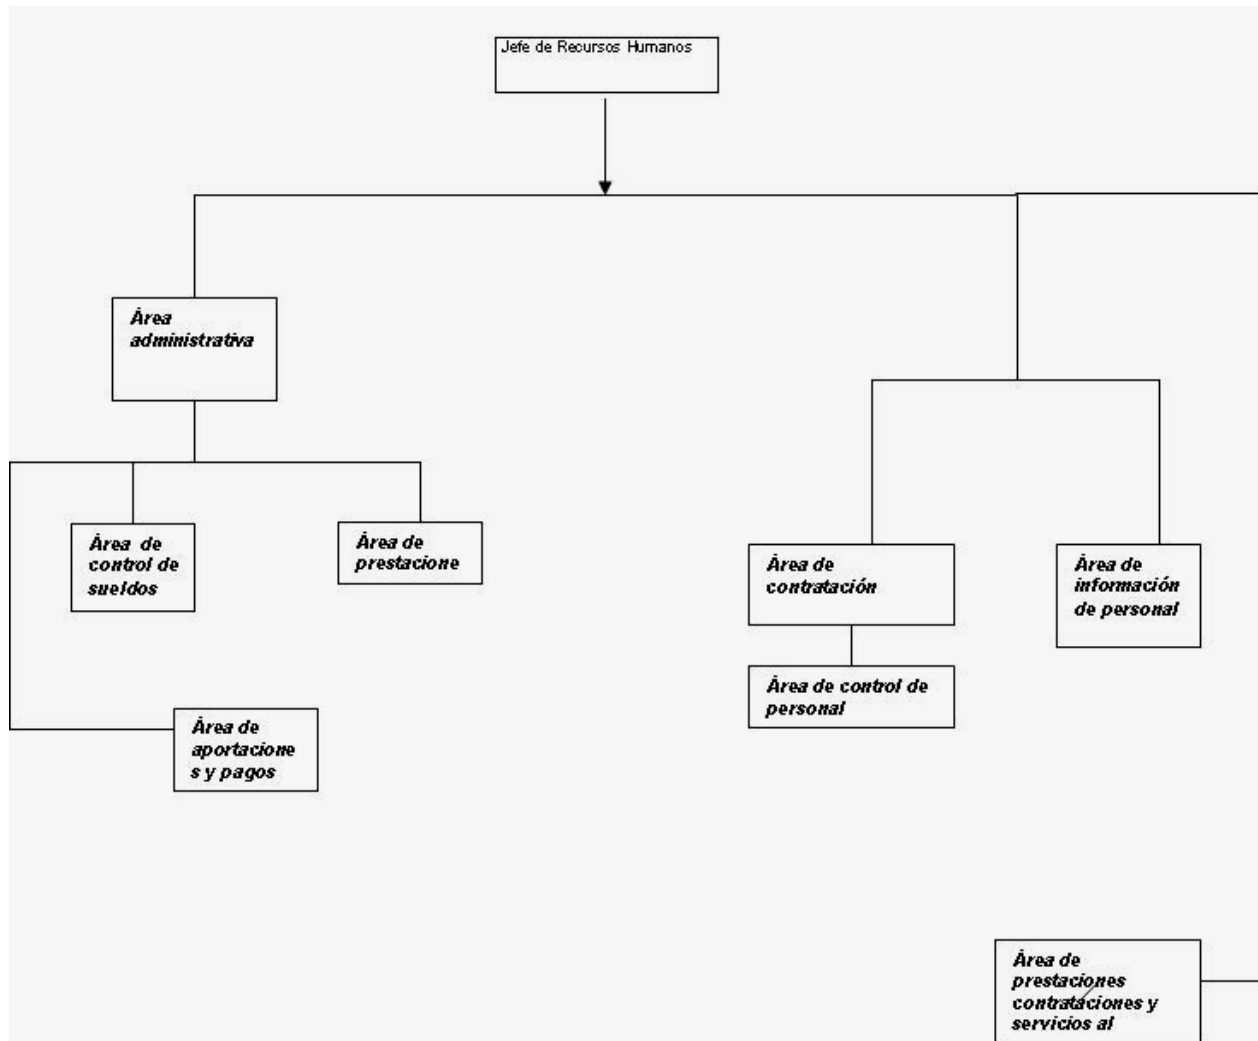 Jefe de Recursos Humanos
Área
administrativa
Área de
control de
sueldos
Área de
prestacione
Área de
contratación
Área de
información
de personal
Área de control de
personal
Área de
aportacione
s y pagos
Área de
prestaciones
contrataciones y
servicios al